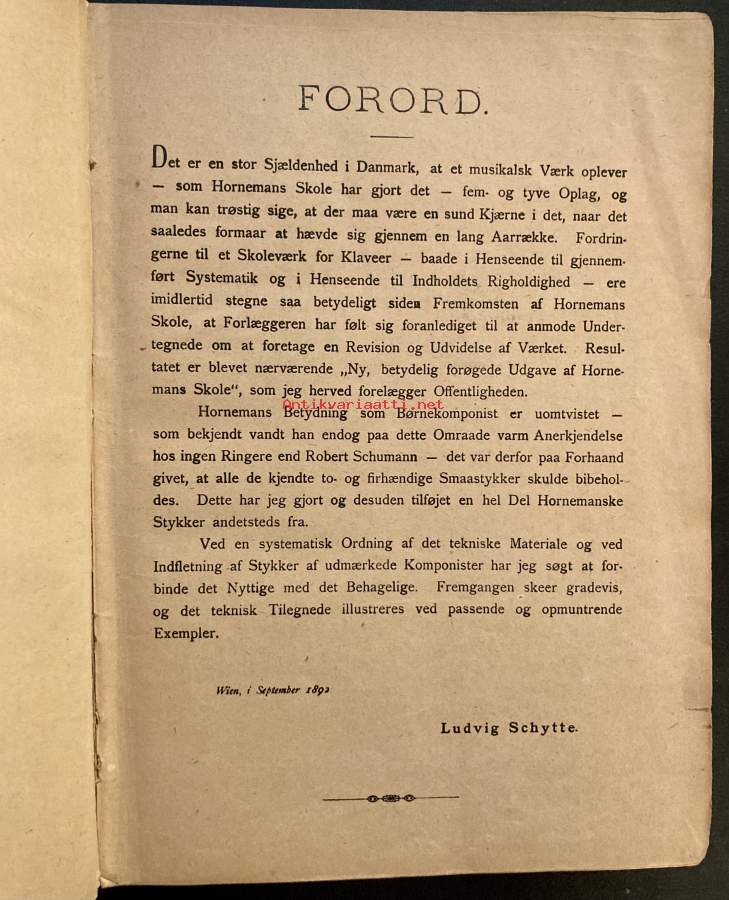 FORORD.
Det er en stor Sjældenhed i Danmark, at et musikalsk Værk oplever
— som Hornemans Skole har gjort det — fem- og tyve Oplag, og
man kan trøstig sige, at der maa være en sund Kjærne i det, naar det
saaledes formaar at hævde sig gjennem en lang Aarrække. Fordrin-
gerne til et Skoleværk for Klaveer — baade i Henseende til gjennem-
ført Systematik og i Henseende til Indholdets Righoldighed — ere
imidlertid stegne saa betydeligt siden Fremkomsten af Hornemans
Skole, at Forlæggeren har følt sig foranlediget til at anmode Under-
tegnede om at foretage en Revision og Udvidelse af Værket. Resul-
tatet er blevet nærværende „Ny, betydelig forøgede Udgave af Horne-
mans Skole“, som jeg herved forelægger Offentligheden.
Antikvariaatti.net
Hornemans Betydning som Børnekomponist er uomtvistet —
som bekjendt vandt han endog paa dette Omraade varm Anerkjendelse
hos ingen Ringere end Robert Schumann — det var derfor paa Forhaand
givet, at alle de kjendte to- og firhændige Smaastykker skulde bibehol-
des. Dette har jeg gjort og desuden tilføjet en hel Del Hornemanske
Stykker andetsteds fra.
Ved en systematisk Ordning af det tekniske Materiale og ved
Indfletning af Stykker af udmærkede Komponister har jeg søgt at for-
binde det Nyttige med det Behagelige. Fremgangen skeer gradevis,
og det teknisk Tilegnede illustreres ved passende og opmuntrende
Exempler.
Wien, i September 1892
Ludvig Schytte.